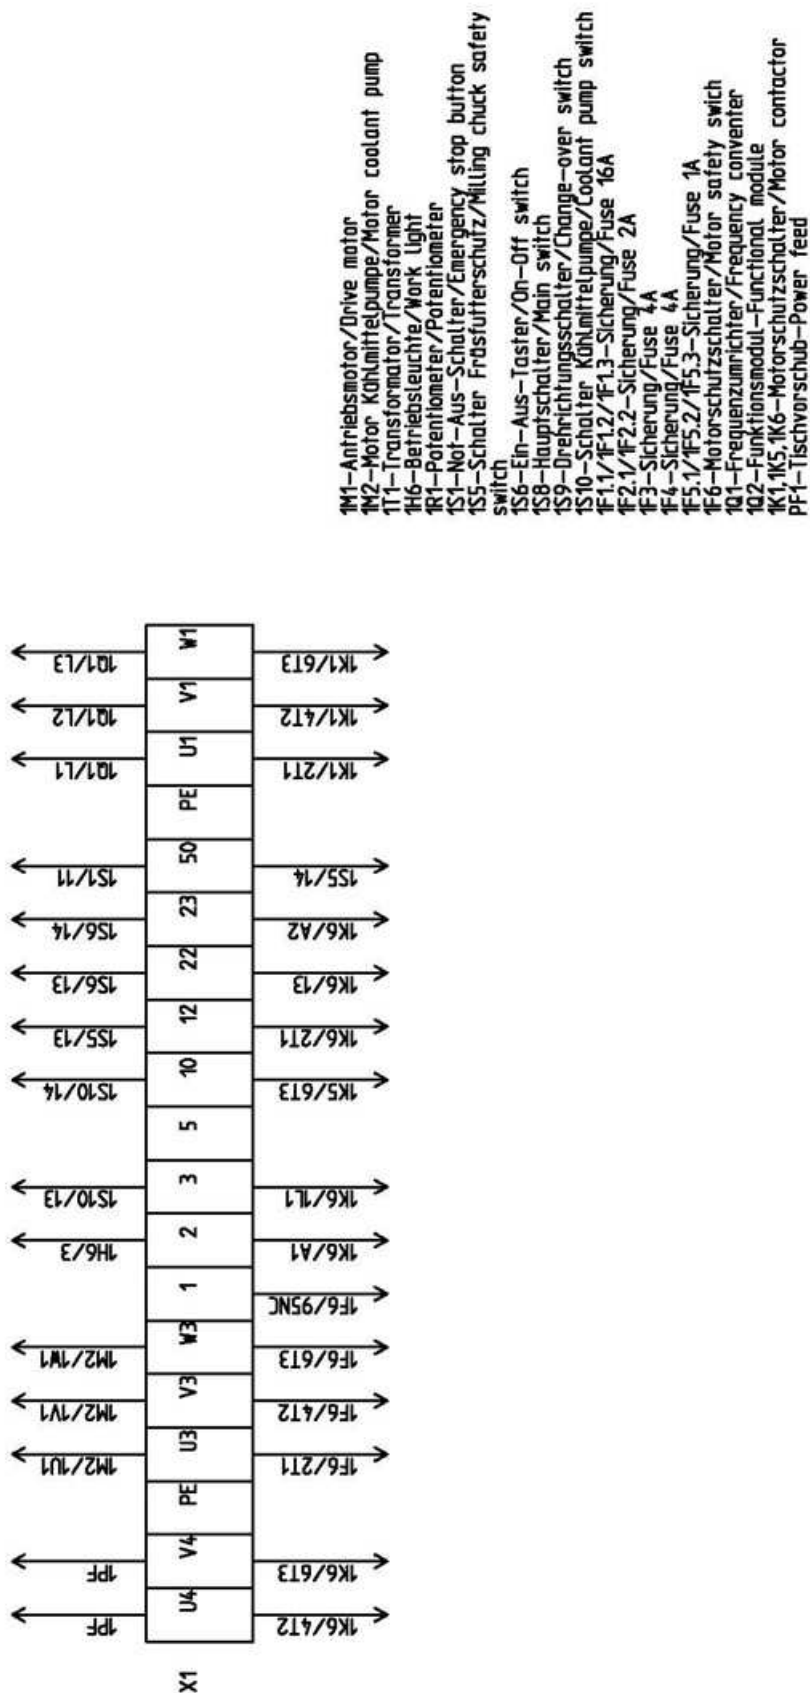 1PF
1PF
1M2/1U1
1M2/1V1
1M2/1W1
1H6/3
1S10/13
1S10/14
1S5/13
1S6/13
1S6/14
1S1/11
1Q1/L1
1Q1/L2
1Q1/L3
X1
U4
V4
PE
U3
V3
W3
1
2
3
5
10
12
22
23
50
PE
U1
V1
W1
1K6/4T2
1K6/6T3
1F6/2T1
1F6/4T2
1F6/6T3
1F6/95NC
1K6/A1
1K6/1L1
1K5/6T3
1K6/2T1
1K6/13
1K6/A2
1S5/14
1K1/2T1
1K1/4T2
1K1/6T3
1M1-Antriebsmotor/Drive motor
1M2-Motor Kühlmittelpumpe/Motor coolant pump
1T1-Transformator/Transformer
1H6-Betriebsleuchte/Work light
1R1-Potentiometer/Potentiometer
1S1-Not-Aus-Schalter/Emergency stop button
1S5-Schalter Fräsfutterschutz/Milling chuck safety
switch
1S6-Ein-Aus-Taster/On-Off switch
1S8-Hauptschalter/Main switch
1S9-Drehrichtungsschalter/Change-over switch
1S10-Schalter Kühlmittelpumpe/Coolant pump switch
1F1.1/1F1.2/1F1.3-Sicherung/Fuse 16A
1F2.1/1F2.2-Sicherung/Fuse 2A
1F3-Sicherung/Fuse 4A
1F4-Sicherung/Fuse 4A
1F5.1/1F5.2/1F5.3-Sicherung/Fuse 1A
1F6-Motorschutzschalter/Motor safety swich
1Q1-Frequenzumrichter/Frequency conventer
1Q2-Funktionsmodul-Functional module
1K1,1K5,1K6-Motorschutzschalter/Motor contactor
PF1-Tischvorschub-Power feed